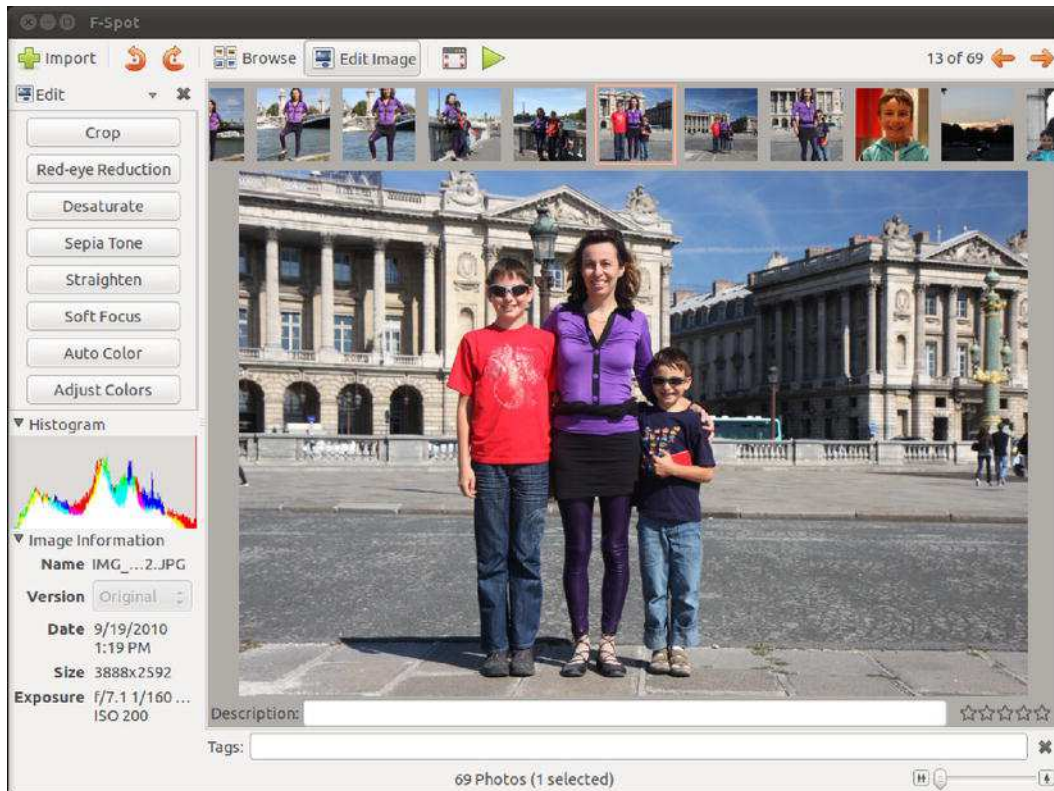 F-Spot
Import
Browse
Edit Image
13 of 69
Edit
Crop
Red-eye Reduction
Desaturate
Sepia Tone
Straighten
Soft Focus
Auto Color
Adjust Colors
Histogram
Image Information
Name IMG_...2.JPG
Version Original
Date 9/19/2010
1:19 PM
Size 3888x2592
Exposure f/7.1 1/160 ...
ISO 200
Description:
Tags:
69 Photos (1 selected)